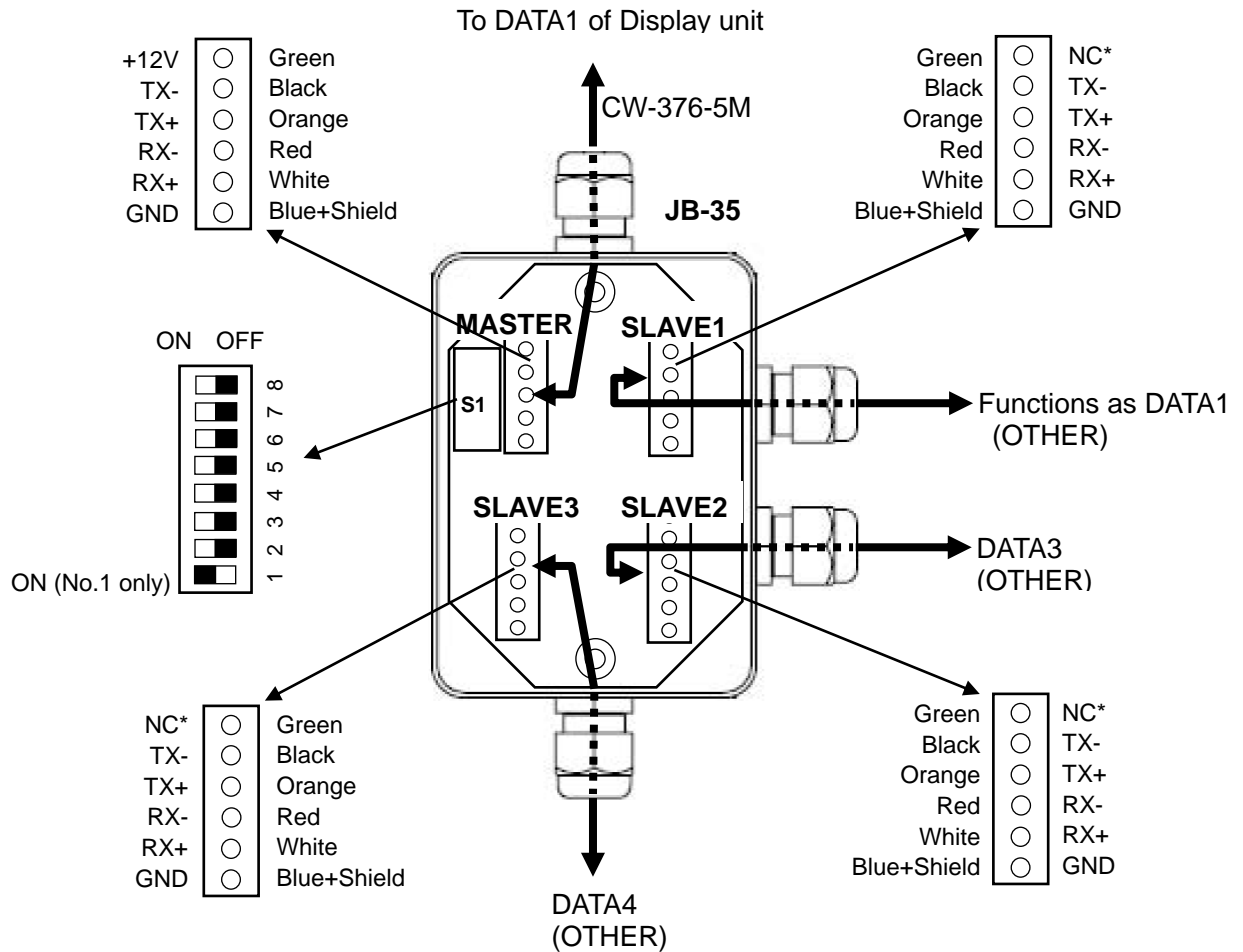 To DATA1 of Display unit
+12V Green
TX- Black
TX+ Orange
RX- Red
RX+ White
GND Blue+Shield
CW-376-5M
JB-35
Green NC*
Black TX-
Orange TX+
Red RX-
White RX+
Blue+Shield GND
MASTER
SLAVE1
S1
ON OFF
8
7
6
5
4
3
2
1
ON (No.1 only)
Functions as DATA1
(OTHER)
SLAVE3
SLAVE2
DATA3
(OTHER)
NC* Green
TX- Black
TX+ Orange
RX- Red
RX+ White
GND Blue+Shield
Green NC*
Black TX-
Orange TX+
Red RX-
White RX+
Blue+Shield GND
DATA4
(OTHER)